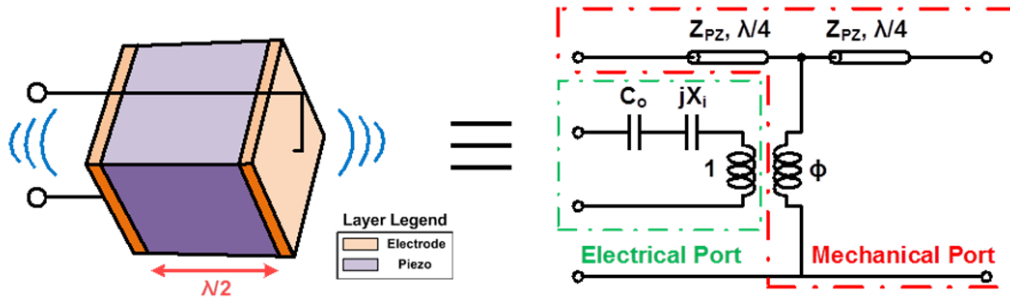 Z_PZ, λ/4 Z_PZ, λ/4
C_o jX_i
1 ɸ
Layer Legend
Electrode
Piezo
Electrical Port Mechanical Port
λ/2